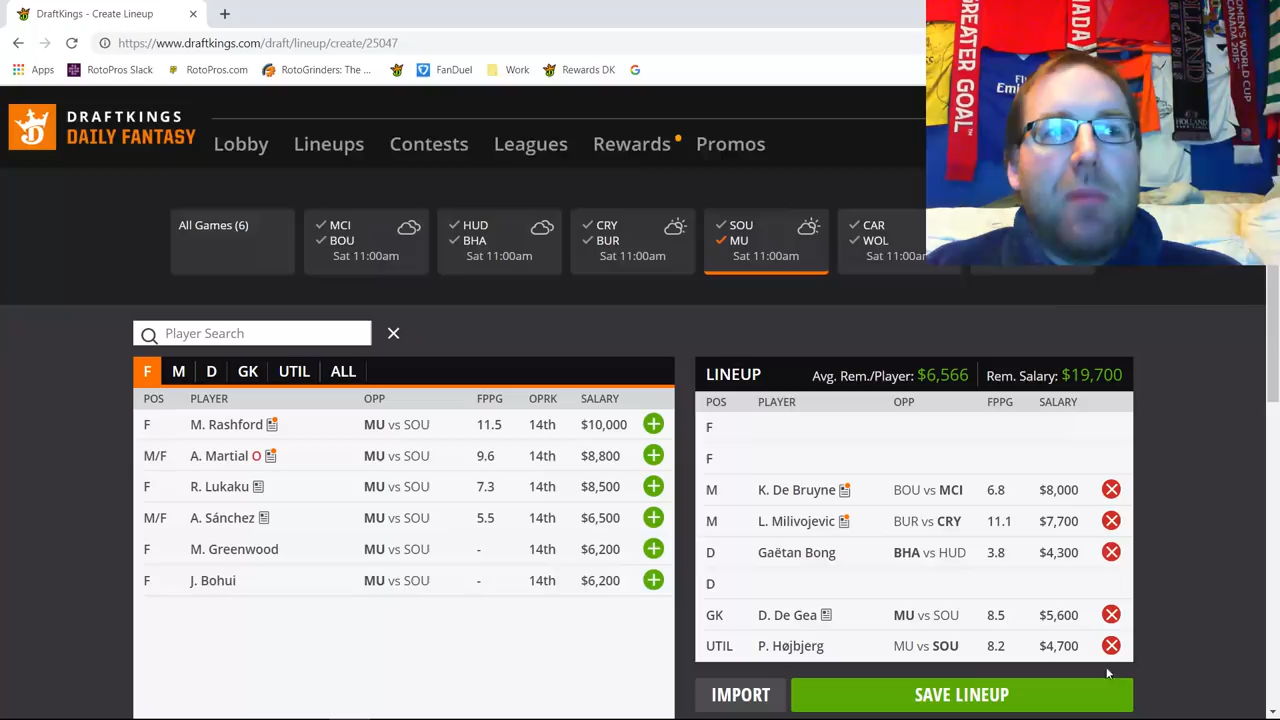 DraftKings - Create Lineup
https://www.draftkings.com/draft/lineup/create/25047
Apps RotoPros Slack RotoPros.com RotoGrinders: The ... FanDuel Work Rewards DK
DRAFTKINGS
DAILY FANTASY
Lobby Lineups Contests Leagues Rewards Promos
All Games (6)
MCI
BOU
Sat 11:00am
HUD
BHA
Sat 11:00am
CRY
BUR
Sat 11:00am
SOU
MU
Sat 11:00am
CAR
WOL
Sat 11:00am
Player Search
F M D GK UTIL ALL
POS PLAYER OPP FPPG OPRK SALARY
F M. Rashford MU vs SOU 11.5 14th $10,000
M/F A. Martial O MU vs SOU 9.6 14th $8,800
F R. Lukaku MU vs SOU 7.3 14th $8,500
M/F A. Sánchez MU vs SOU 5.5 14th $6,500
F M. Greenwood MU vs SOU - 14th $6,200
F J. Bohui MU vs SOU - 14th $6,200
LINEUP Avg. Rem./Player: $6,566 Rem. Salary: $19,700
POS PLAYER OPP FPPG SALARY
F
F
M K. De Bruyne BOU vs MCI 6.8 $8,000
M L. Milivojevic BUR vs CRY 11.1 $7,700
D Gaëtan Bong BHA vs HUD 3.8 $4,300
D
GK D. De Gea MU vs SOU 8.5 $5,600
UTIL P. Højbjerg MU vs SOU 8.2 $4,700
IMPORT SAVE LINEUP
GREATER GOAL
HOLLAND